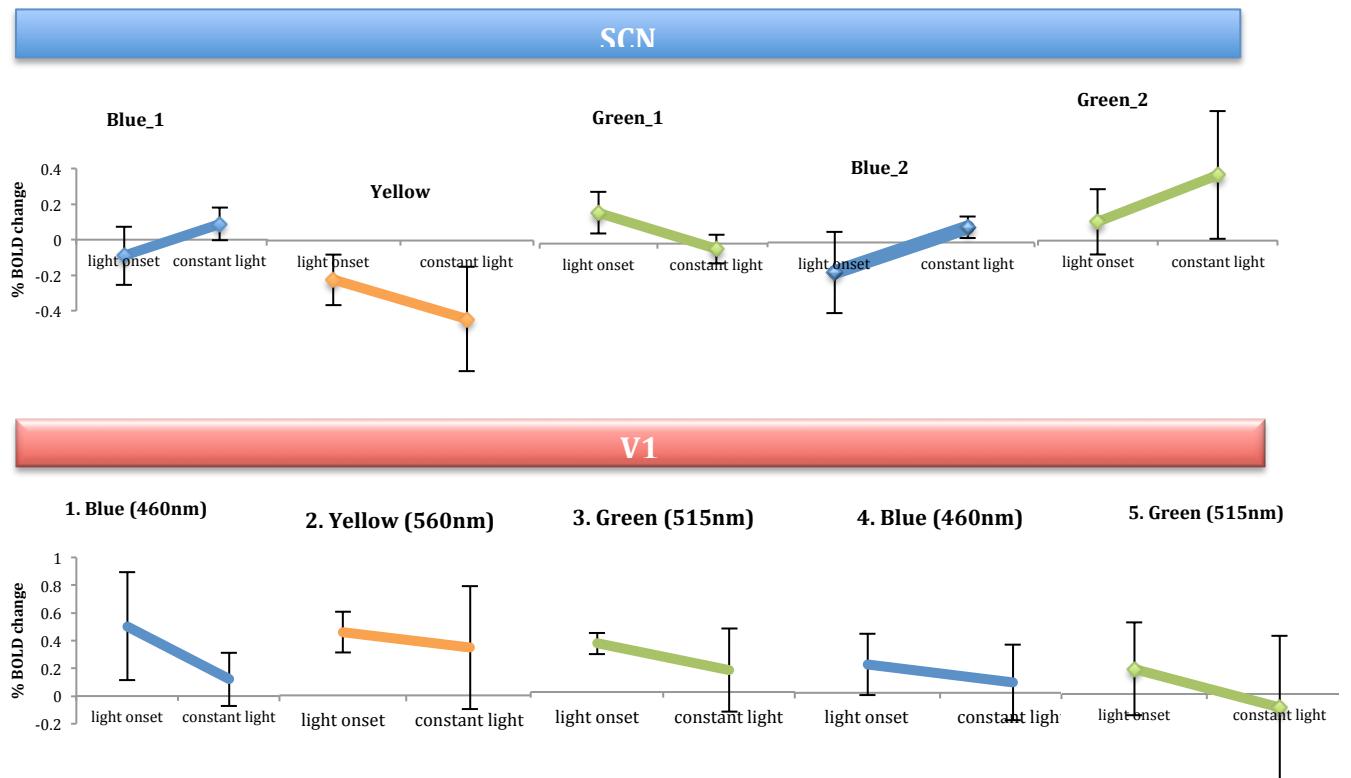 SCN
Blue_1
Yellow
Green_1
Blue_2
Green_2
% BOLD change
0.4
0.2
0
-0.2
-0.4
light onset constant light
light onset constant light
light onset constant light
light onset constant light
light onset constant light
V1
1. Blue (460nm)
2. Yellow (560nm)
3. Green (515nm)
4. Blue (460nm)
5. Green (515nm)
% BOLD change
1
0.8
0.6
0.4
0.2
0
-0.2
light onset constant light
light onset constant light
light onset constant light
light onset constant light
light onset constant light